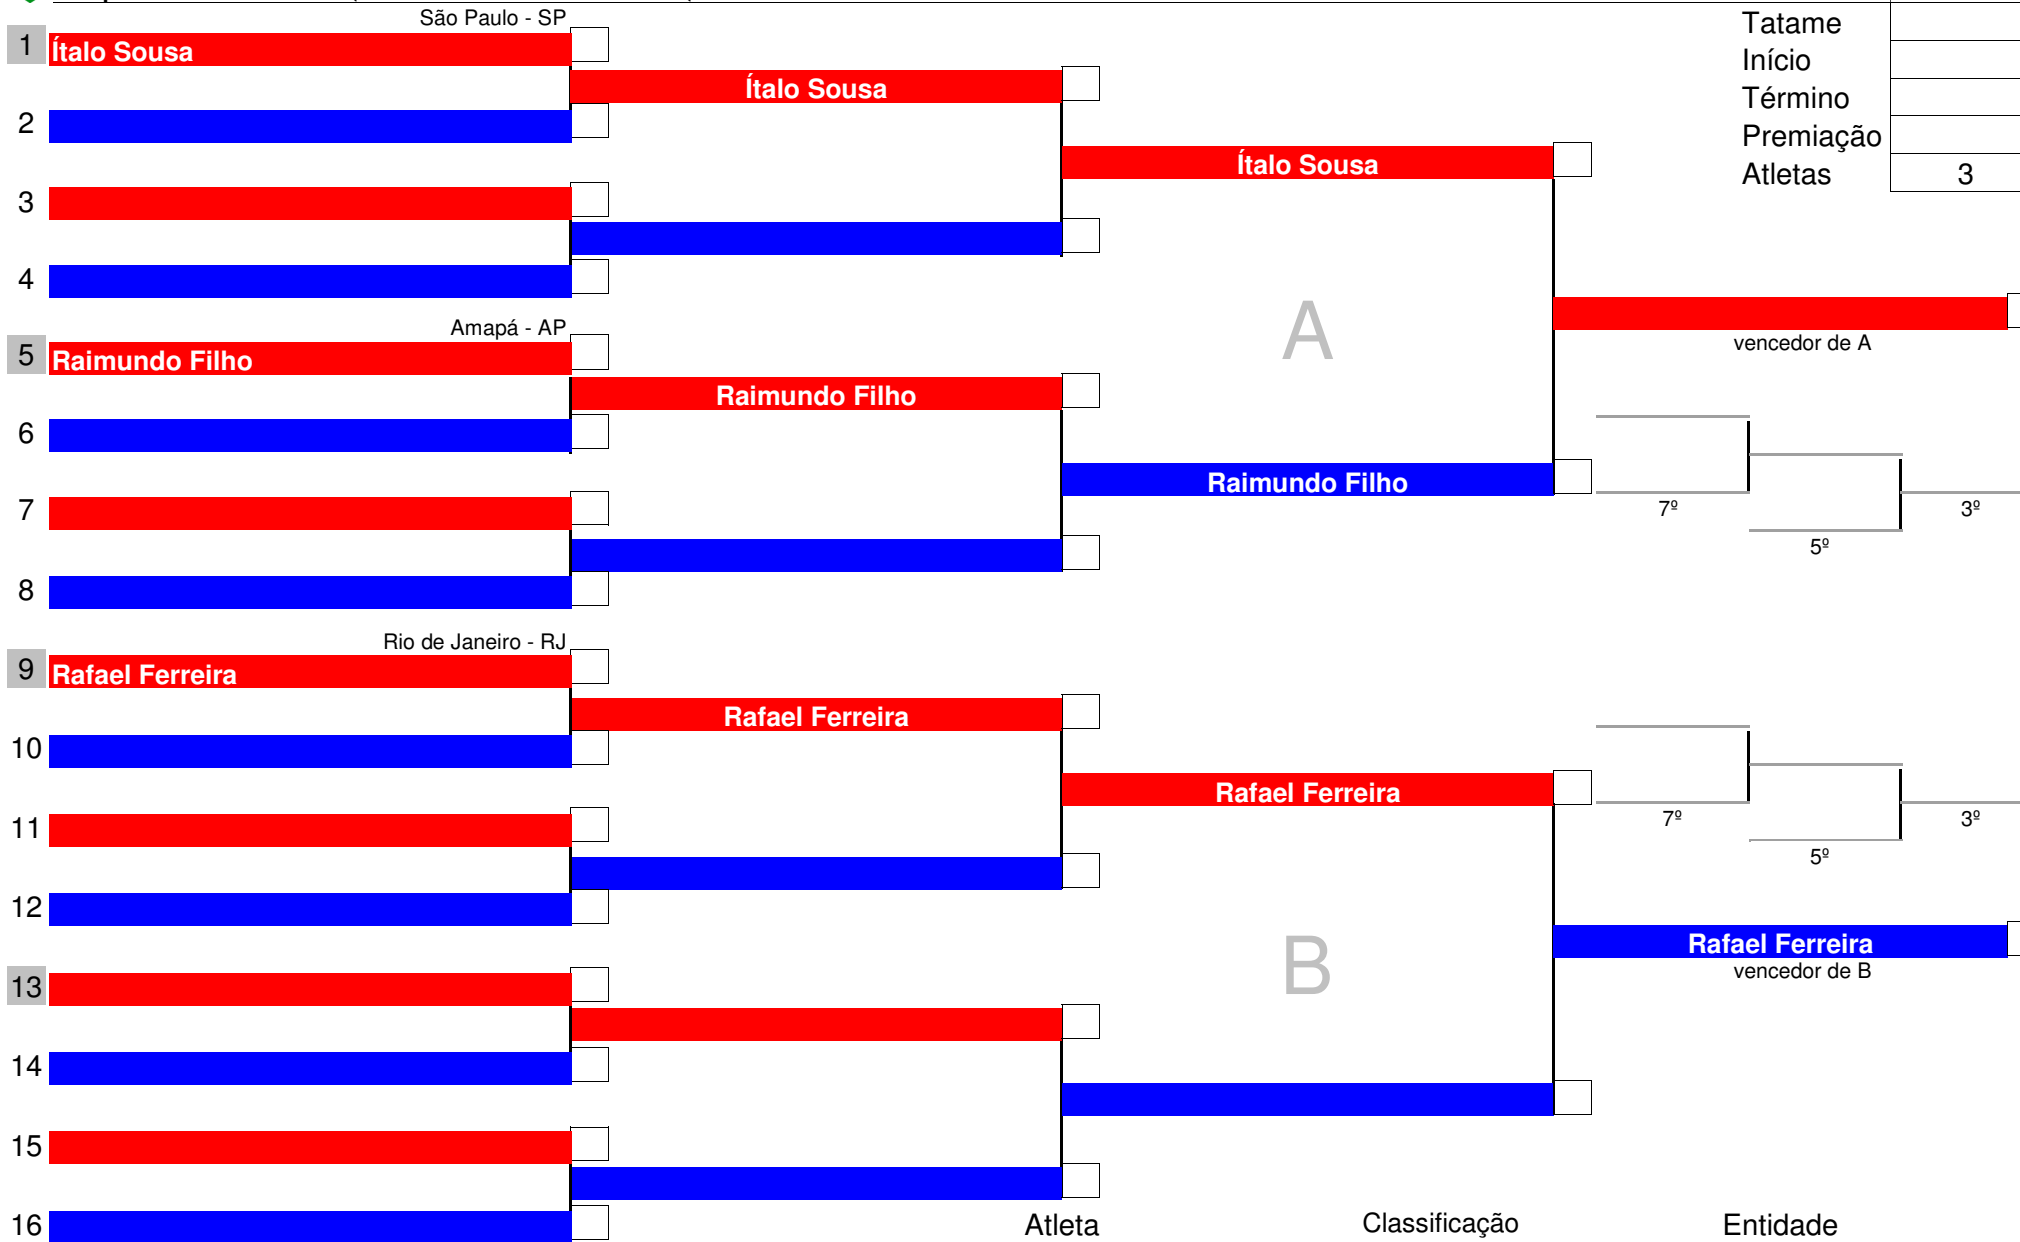 São Paulo - SP
Tatame
1 Ítalo Sousa
Ítalo Sousa
Início
Término
2
Premiação
Ítalo Sousa
Atletas 3
3
4
Amapá - AP
A
vencedor de A
5 Raimundo Filho
Raimundo Filho
6
Raimundo Filho
7
7º
3º
5º
8
Rio de Janeiro - RJ
9 Rafael Ferreira
Rafael Ferreira
10
Rafael Ferreira
11
7º
3º
5º
12
Rafael Ferreira
B
vencedor de B
13
14
15
16
Atleta
Classificação
Entidade